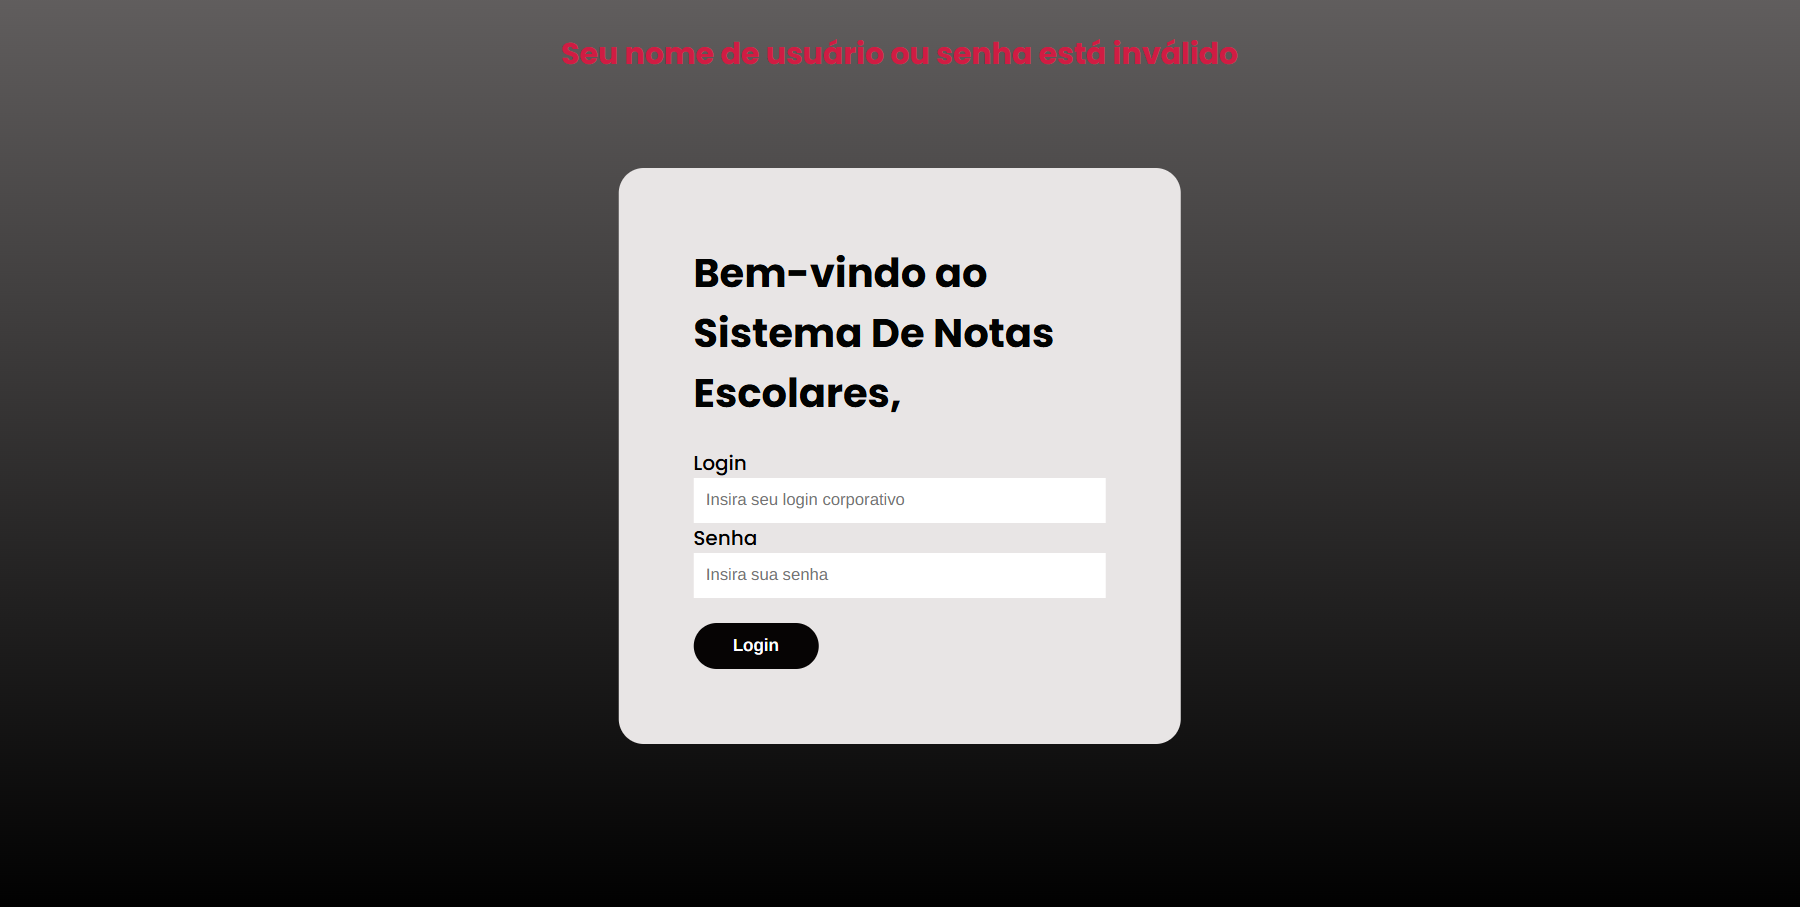 Seu nome de usuário ou senha está inválido
Bem-vindo ao
Sistema De Notas
Escolares,
Login
Insira seu login corporativo
Senha
Insira sua senha
Login